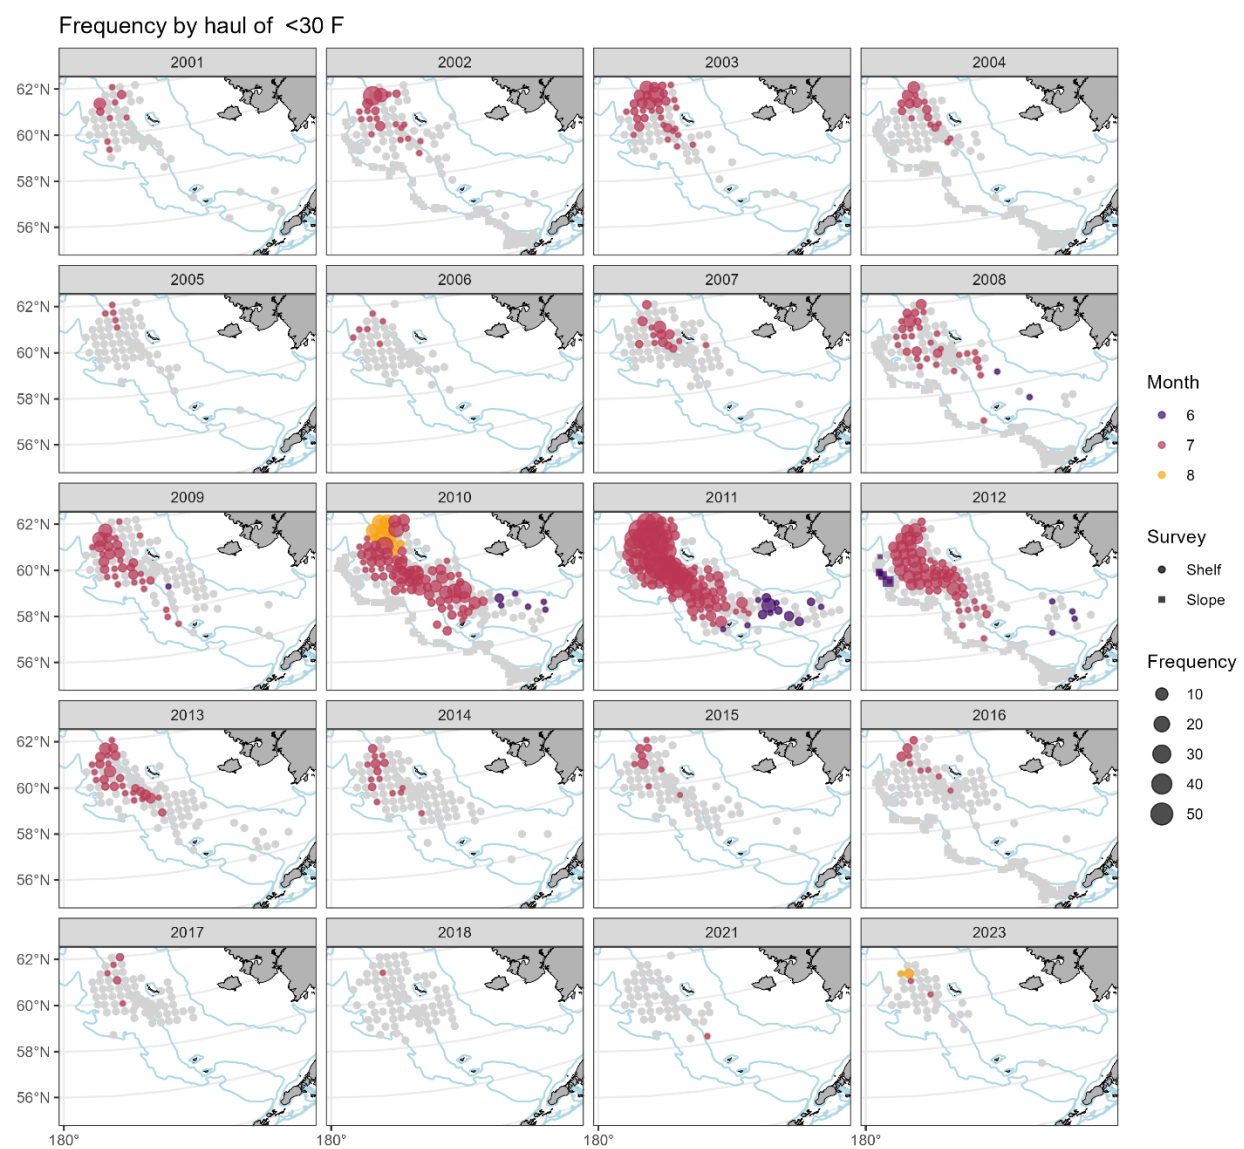 Frequency by haul of  <30 F
2001
2002
2003
2004
62°N
60°N
58°N
56°N
2005
2006
2007
2008
62°N
60°N
58°N
56°N
2009
2010
2011
2012
62°N
60°N
58°N
56°N
2013
2014
2015
2016
62°N
60°N
58°N
56°N
2017
2018
2021
2023
62°N
60°N
58°N
56°N
180°
180°
180°
180°
Month
6
7
8
Survey
Shelf
Slope
Frequency
10
20
30
40
50